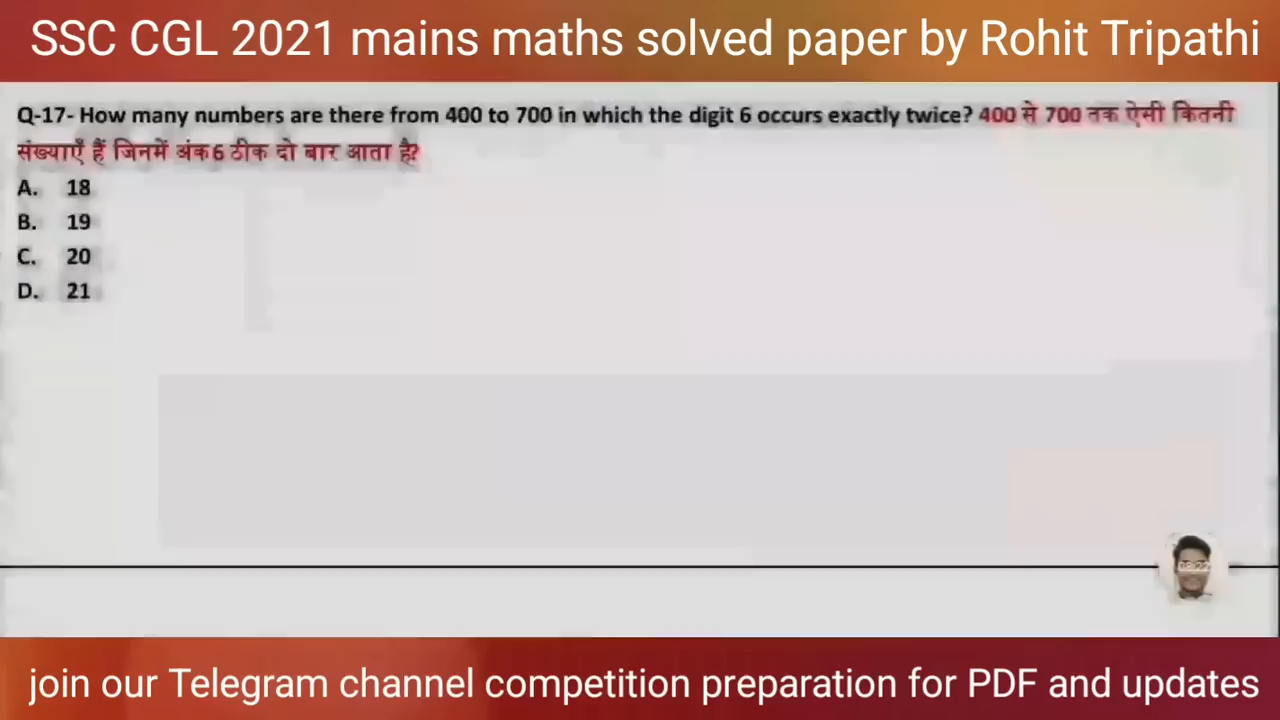 SSC CGL 2021 mains maths solved paper by Rohit Tripathi
Q-17- How many numbers are there from 400 to 700 in which the digit 6 occurs exactly twice? 400 से 700 तक ऐसी कितनी
संख्याएँ हैं जिनमें अंक 6 ठीक दो बार आता है?
A. 18
B. 19
C. 20
D. 21
08:22
join our Telegram channel competition preparation for PDF and updates